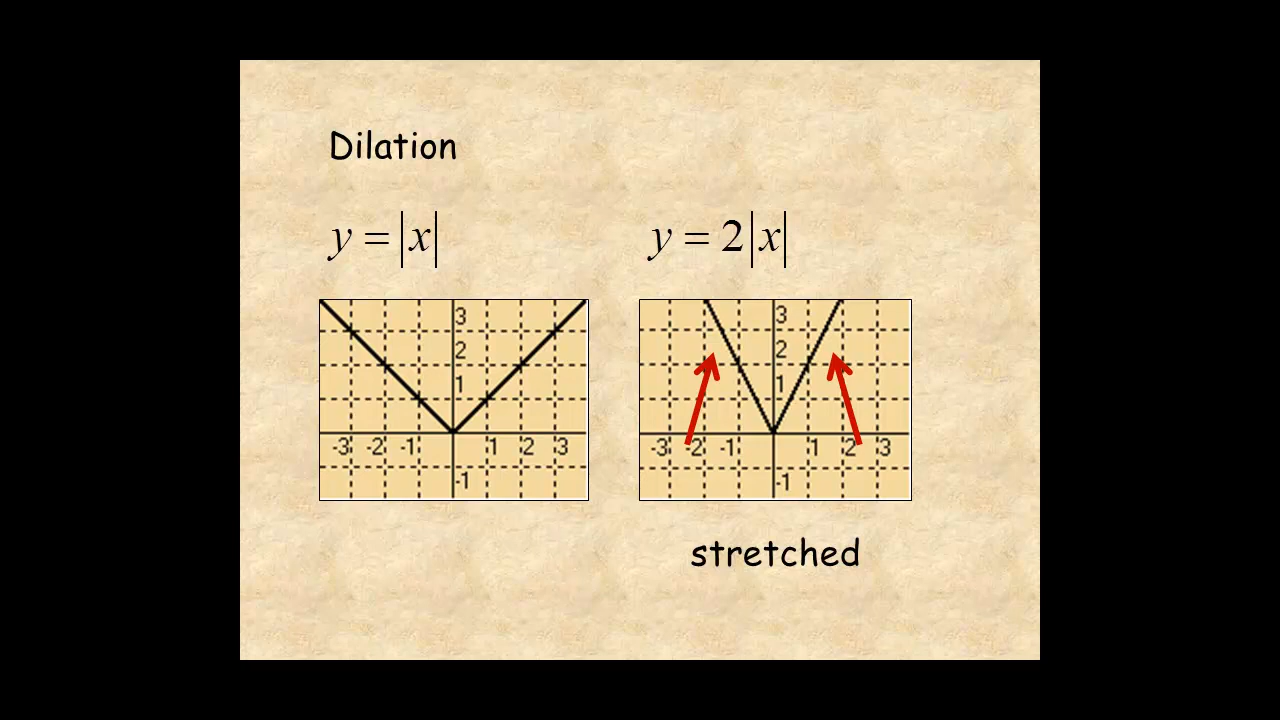 Dilation
y = |x|
y = 2|x|
3
2
1
-3 -2 -1 1 2 3
-1
3
2
1
-3 -2 -1 1 2 3
-1
stretched